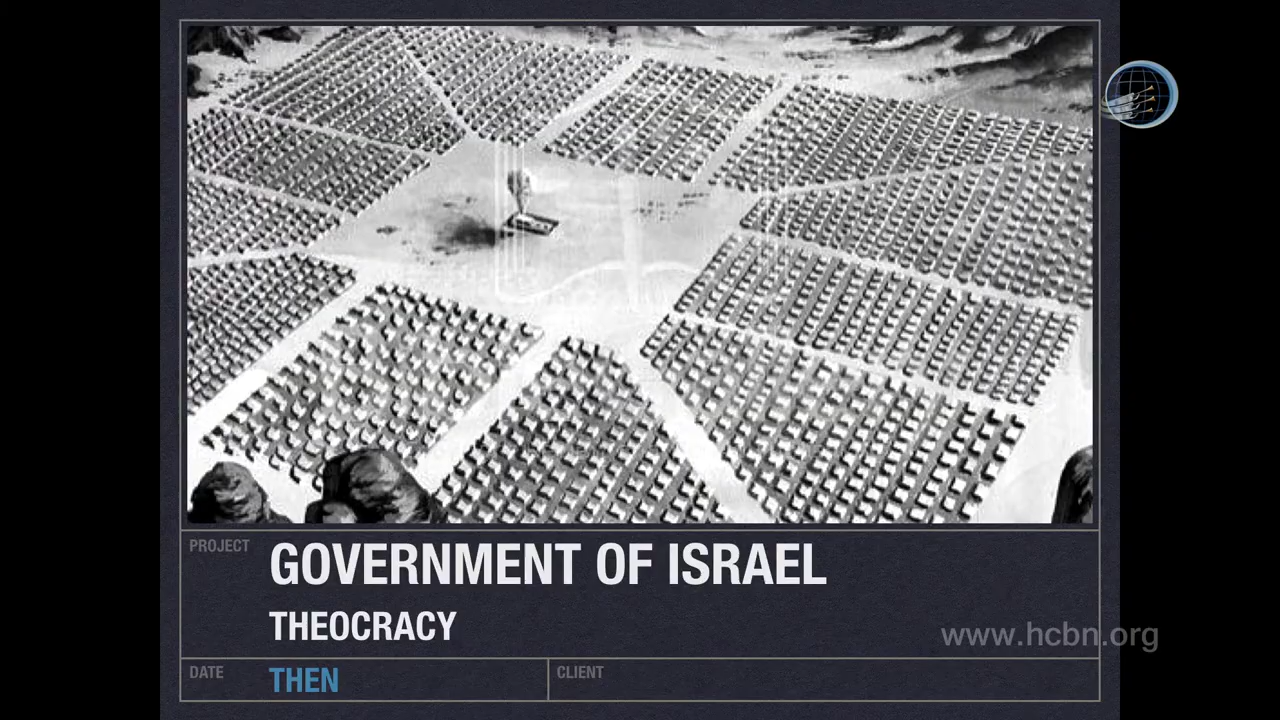 PROJECT
GOVERNMENT OF ISRAEL
THEOCRACY
www.hcbn.org
DATE
THEN
CLIENT